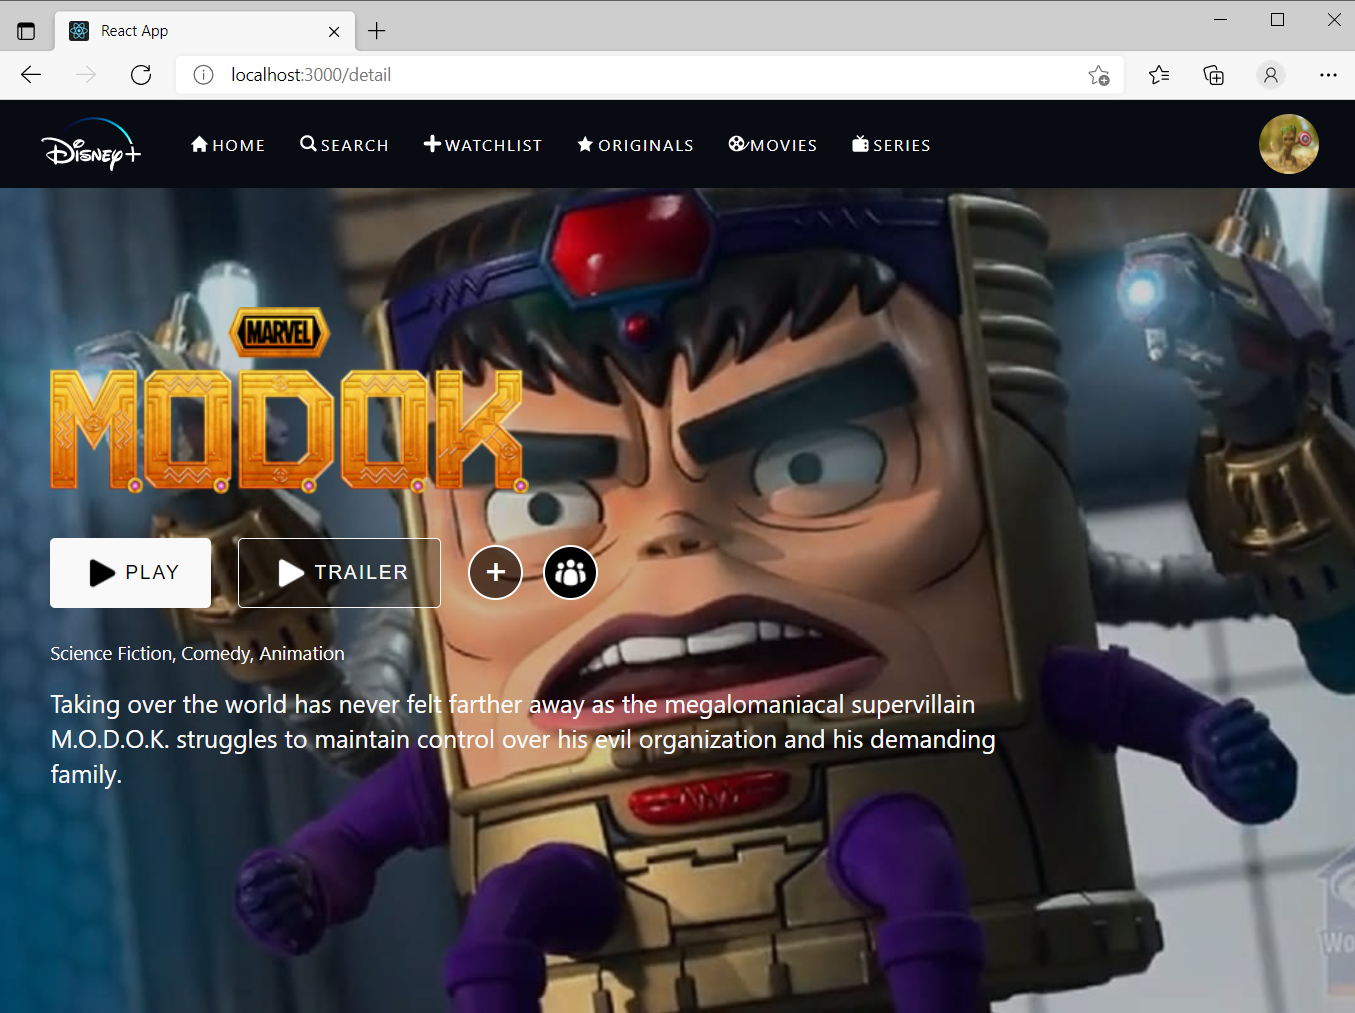 React App
localhost:3000/detail
Disney+
HOME
SEARCH
WATCHLIST
ORIGINALS
MOVIES
SERIES
MARVEL
M.O.D.O.K.
PLAY
TRAILER
Science Fiction, Comedy, Animation
Taking over the world has never felt farther away as the megalomaniacal supervillain
M.O.D.O.K. struggles to maintain control over his evil organization and his demanding
family.